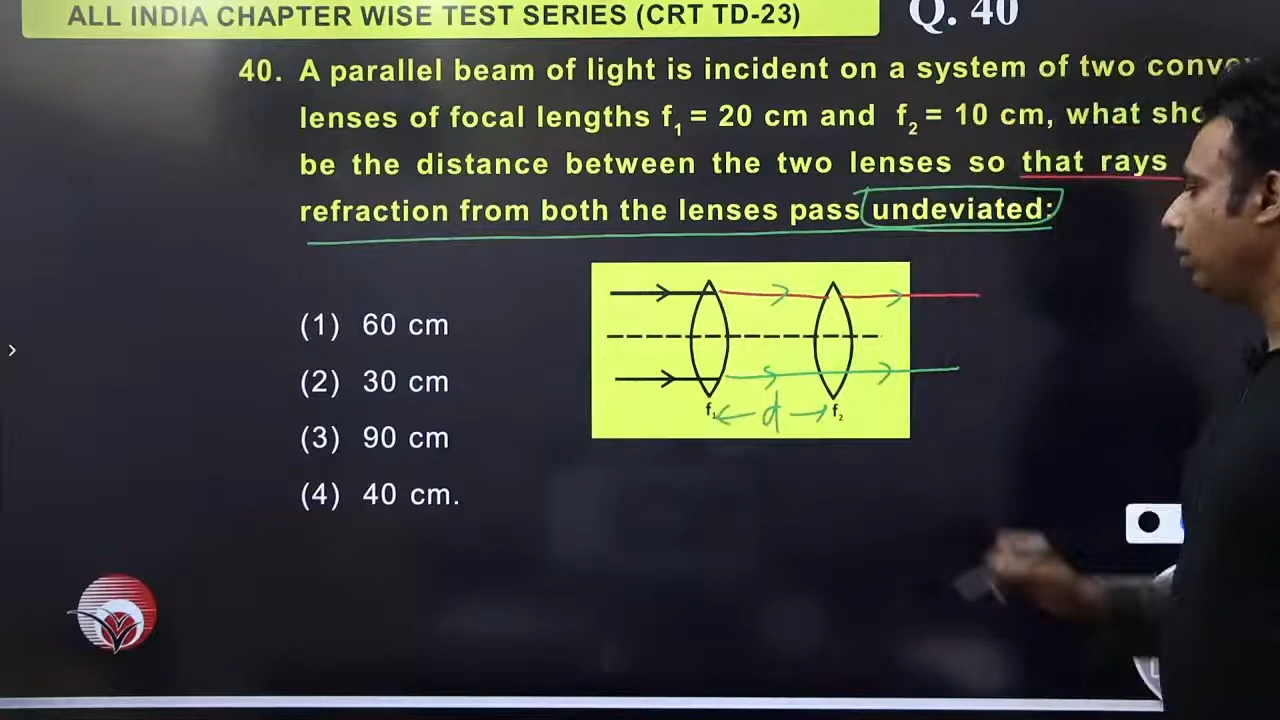 ALL INDIA CHAPTER WISE TEST SERIES (CRT TD-23)
Q. 40
40. A parallel beam of light is incident on a system of two
lenses of focal lengths f₁ = 20 cm and f₂ = 10 cm, what
be the distance between the two lenses so that rays
refraction from both the lenses pass undeviated:
(1) 60 cm
(2) 30 cm
(3) 90 cm
(4) 40 cm.
f₁ d f₂